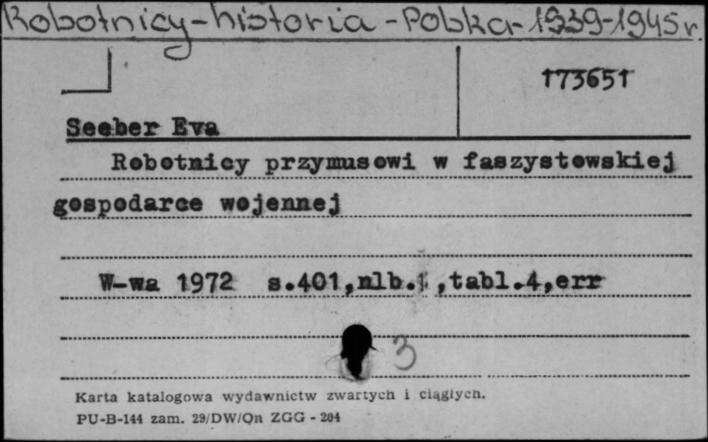 Robotnicy-historia-Polska-1939-1945r.
173651
Seeber Eva
Robotnicy przymusowi w faszystowskiej
gospodarce wojennej
W-wa 1972 s.401,nlb. ,tabl.4,err
3
Karta katalogowa wydawnictw zwartych i ciągłych.
PU-B-144 zam. 29/DW/Qn ZGG - 204